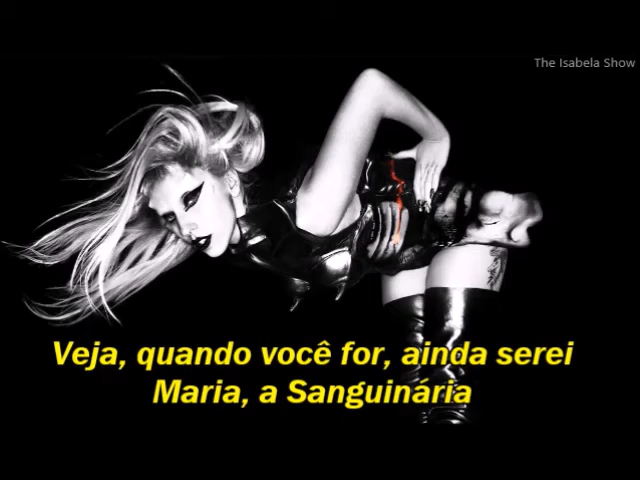 The Isabela Show
Veja, quando você for, ainda serei
Maria, a Sanguinária